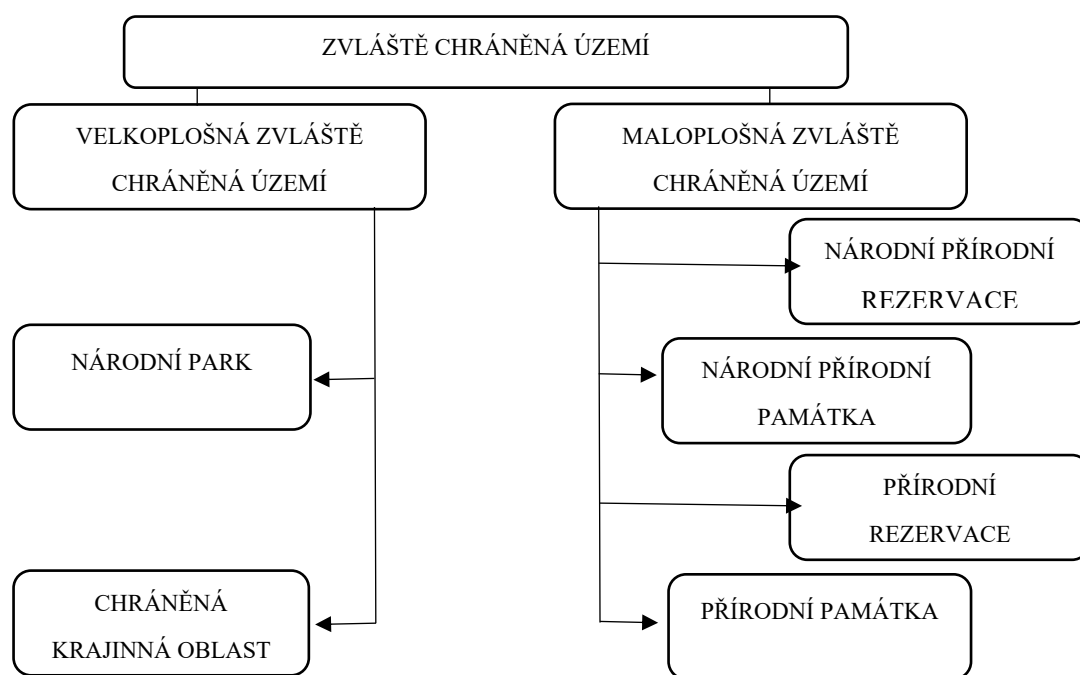 ZVLÁŠTĚ CHRÁNĚNÁ ÚZEMÍ
VELKOPLOŠNÁ ZVLÁŠTĚ
CHRÁNĚNÁ ÚZEMÍ
MALOPLOŠNÁ ZVLÁŠTĚ
CHRÁNĚNÁ ÚZEMÍ
NÁRODNÍ PŘÍRODNÍ
REZERVACE
NÁRODNÍ PARK
NÁRODNÍ PŘÍRODNÍ
PAMÁTKA
PŘÍRODNÍ
REZERVACE
CHRÁNĚNÁ
KRAJINNÁ OBLAST
PŘÍRODNÍ PAMÁTKA